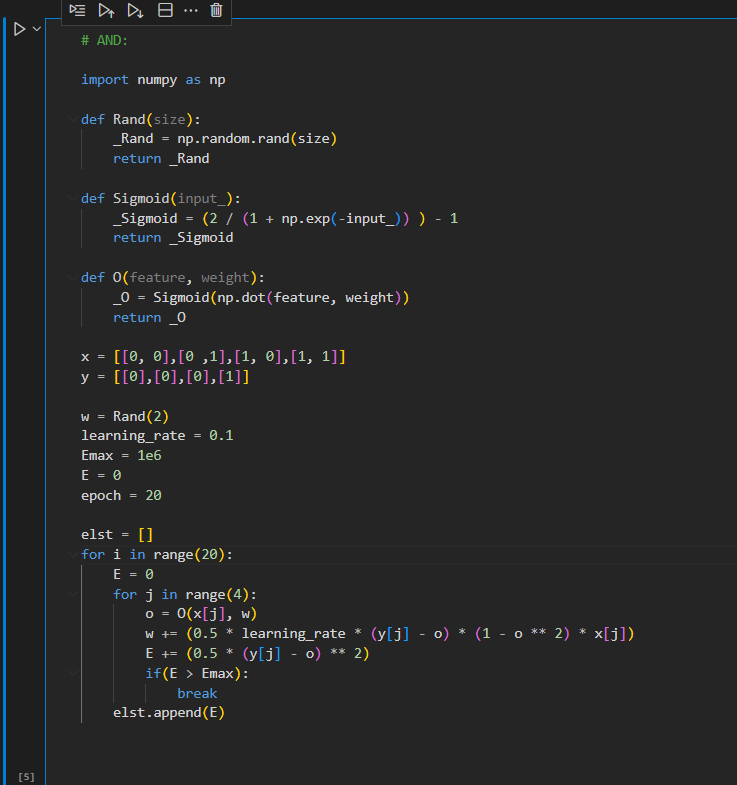 # AND:
import numpy as np
def Rand(size):
    _Rand = np.random.rand(size)
    return _Rand
def Sigmoid(input_):
    _Sigmoid = (2 / (1 + np.exp(-input_)) ) - 1
    return _Sigmoid
def O(feature, weight):
    _O = Sigmoid(np.dot(feature, weight))
    return _O
x = [[0, 0],[0 ,1],[1, 0],[1, 1]]
y = [[0],[0],[0],[1]]
w = Rand(2)
learning_rate = 0.1
Emax = 1e6
E = 0
epoch = 20
elst = []
for i in range(20):
    E = 0
    for j in range(4):
        o = O(x[j], w)
        w += (0.5 * learning_rate * (y[j] - o) * (1 - o ** 2) * x[j])
        E += (0.5 * (y[j] - o) ** 2)
        if(E > Emax):
            break
    elst.append(E)
[5]